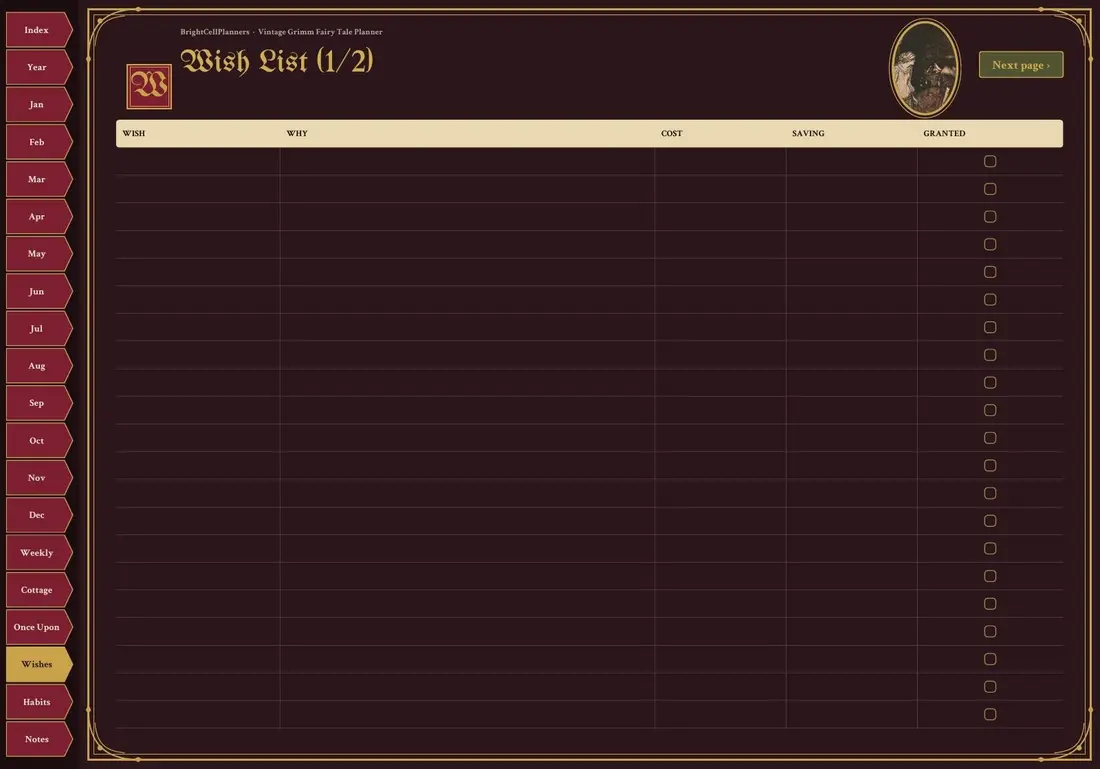 Index
Year
Jan
Feb
Mar
Apr
May
Jun
Jul
Aug
Sep
Oct
Nov
Dec
Weekly
Cottage
Once Upon
Wishes
Habits
Notes
BrightCellPlanners - Vintage Grimm Fairy Tale Planner
W
Wish List (1/2)
Next page ›
WISH WHY COST SAVING GRANTED